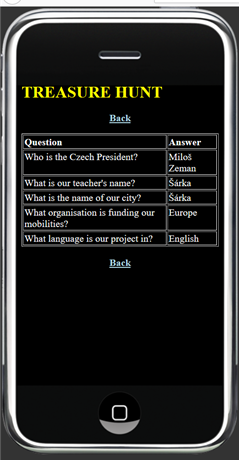 TREASURE HUNT
Back
Question Answer
Who is the Czech President? Miloš
Zeman
What is our teacher's name? Šárka
What is the name of our city? Šárka
What organisation is funding our Europe
mobilities?
What language is our project in? English
Back